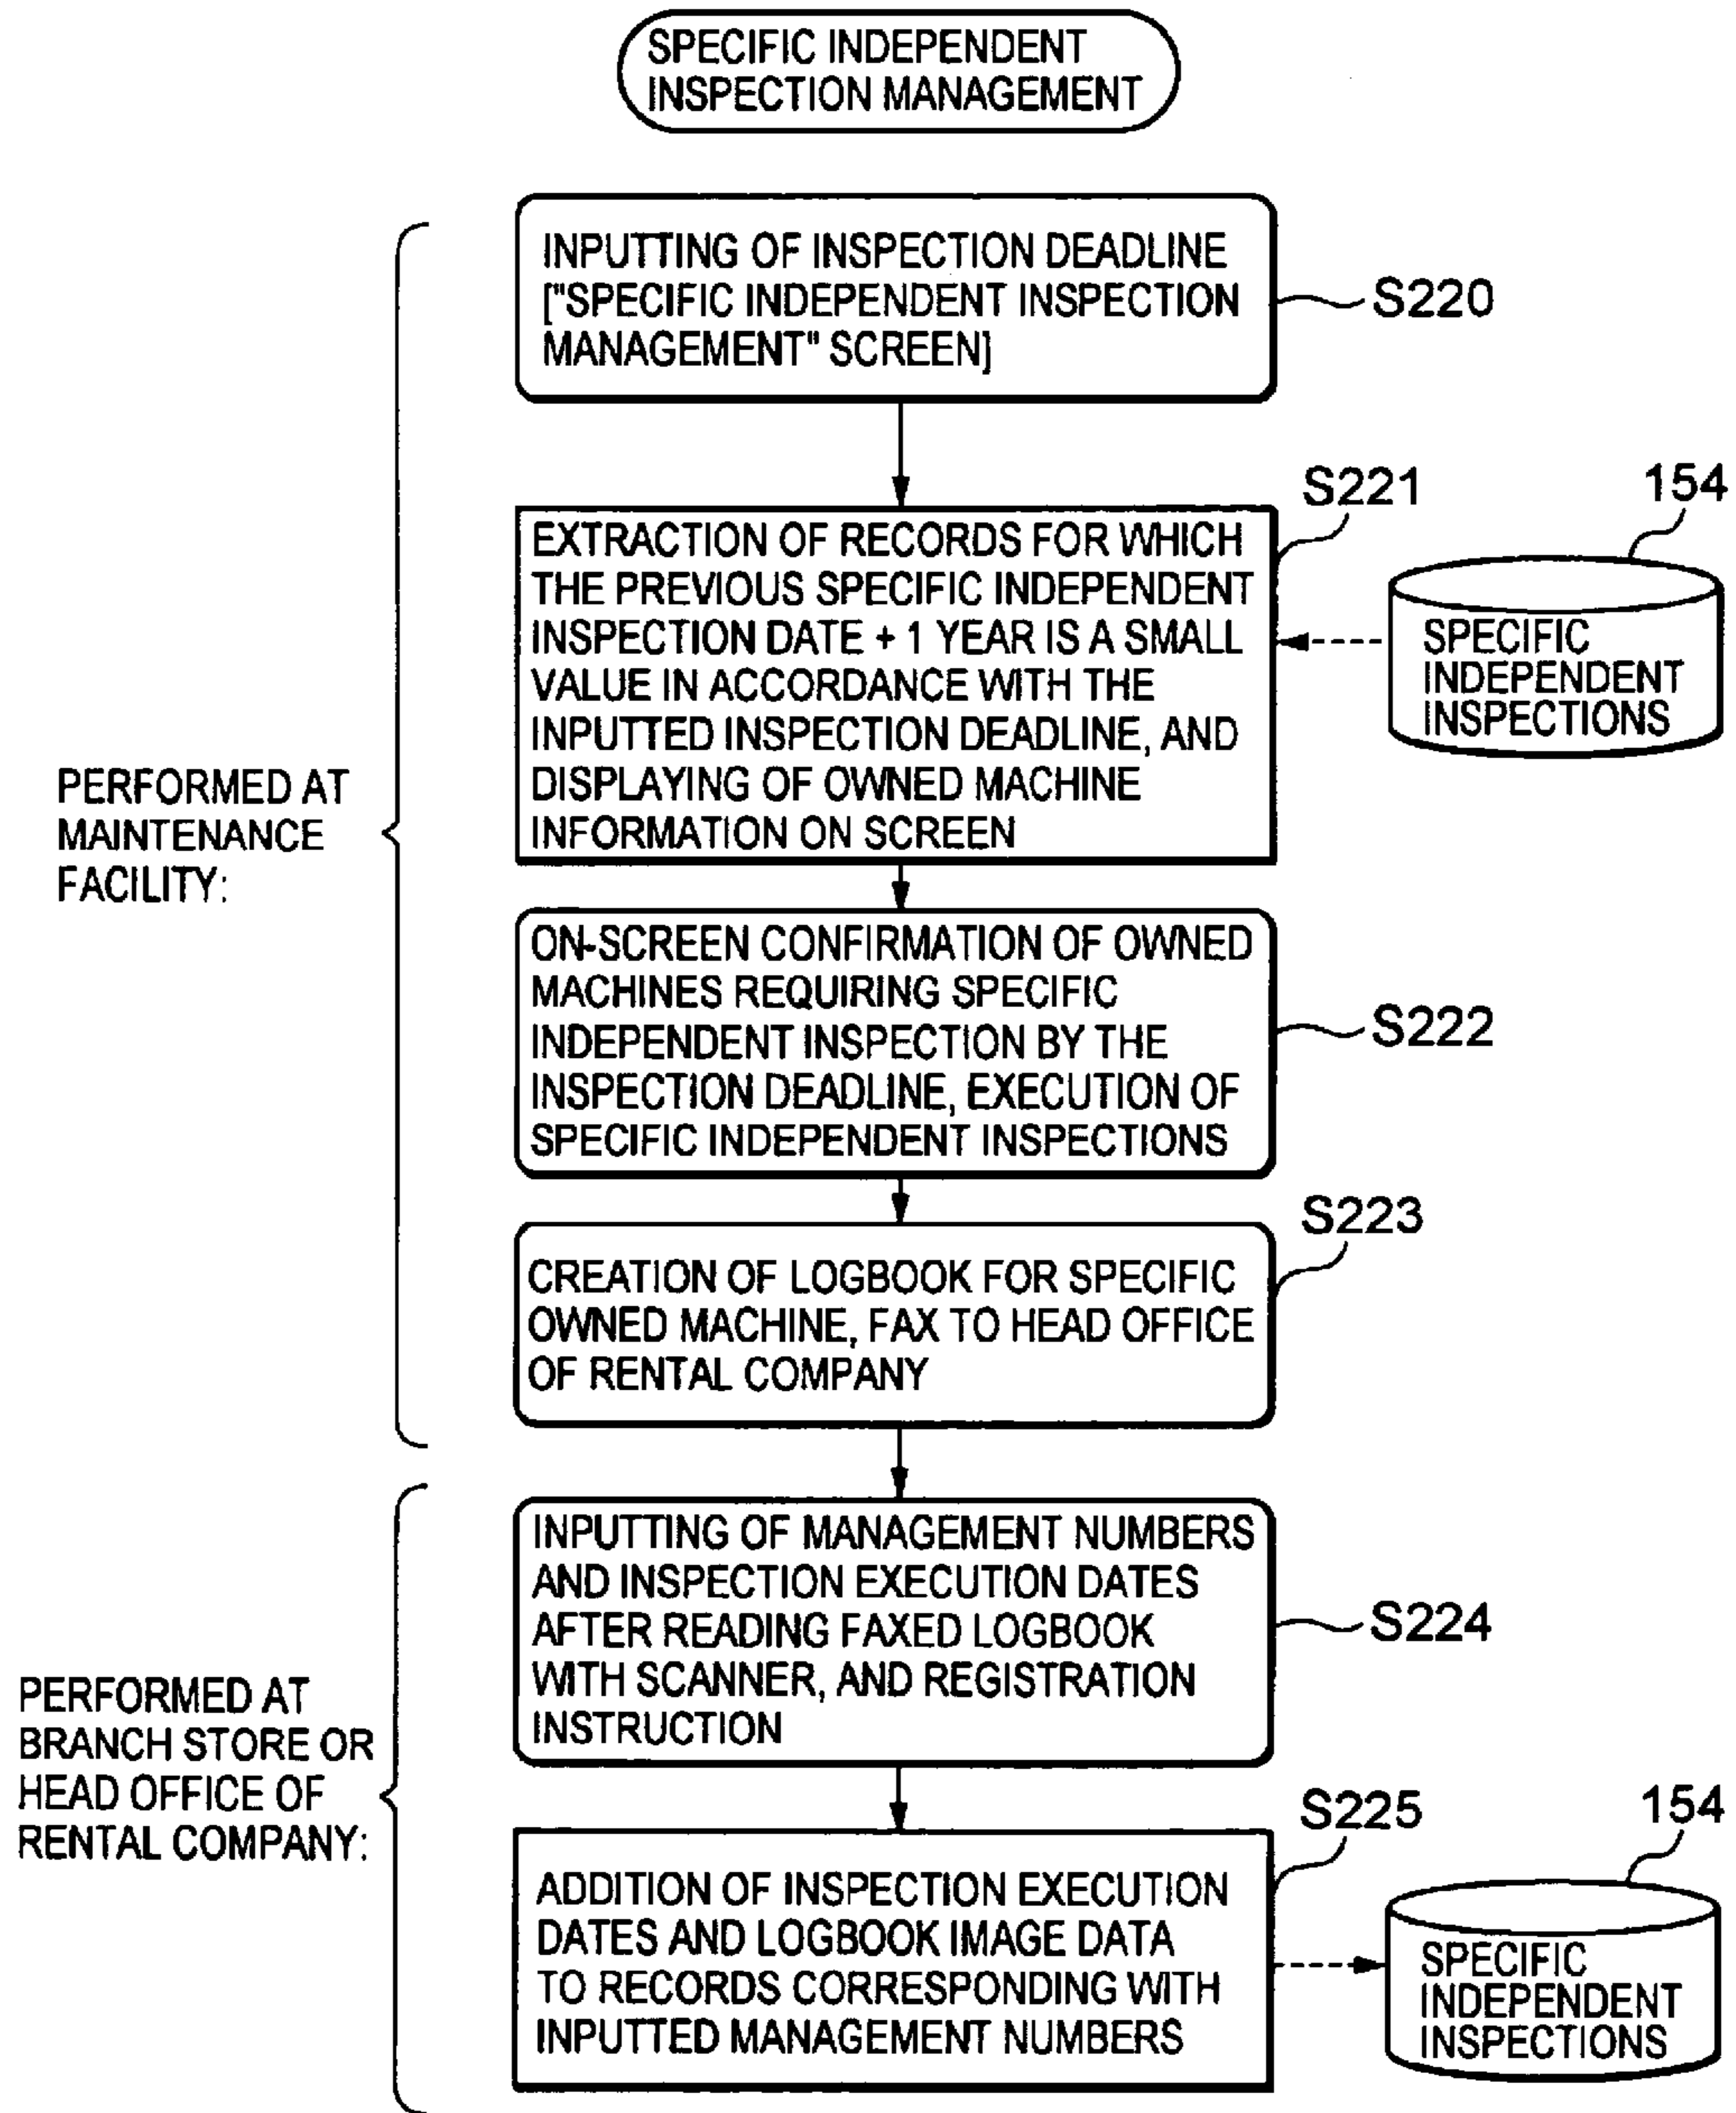 SPECIFIC INDEPENDENT
INSPECTION MANAGEMENT
INPUTTING OF INSPECTION DEADLINE
["SPECIFIC INDEPENDENT INSPECTION
MANAGEMENT" SCREEN]
S220
S221
154
EXTRACTION OF RECORDS FOR WHICH
THE PREVIOUS SPECIFIC INDEPENDENT
INSPECTION DATE + 1 YEAR IS A SMALL
VALUE IN ACCORDANCE WITH THE
INPUTTED INSPECTION DEADLINE, AND
DISPLAYING OF OWNED MACHINE
INFORMATION ON SCREEN
SPECIFIC
INDEPENDENT
INSPECTIONS
PERFORMED AT
MAINTENANCE
FACILITY:
ON-SCREEN CONFIRMATION OF OWNED
MACHINES REQUIRING SPECIFIC
INDEPENDENT INSPECTION BY THE
INSPECTION DEADLINE, EXECUTION OF
SPECIFIC INDEPENDENT INSPECTIONS
S222
S223
CREATION OF LOGBOOK FOR SPECIFIC
OWNED MACHINE, FAX TO HEAD OFFICE
OF RENTAL COMPANY
INPUTTING OF MANAGEMENT NUMBERS
AND INSPECTION EXECUTION DATES
AFTER READING FAXED LOGBOOK
WITH SCANNER, AND REGISTRATION
INSTRUCTION
S224
PERFORMED AT
BRANCH STORE OR
HEAD OFFICE OF
RENTAL COMPANY:
S225
154
ADDITION OF INSPECTION EXECUTION
DATES AND LOGBOOK IMAGE DATA
TO RECORDS CORRESPONDING WITH
INPUTTED MANAGEMENT NUMBERS
SPECIFIC
INDEPENDENT
INSPECTIONS